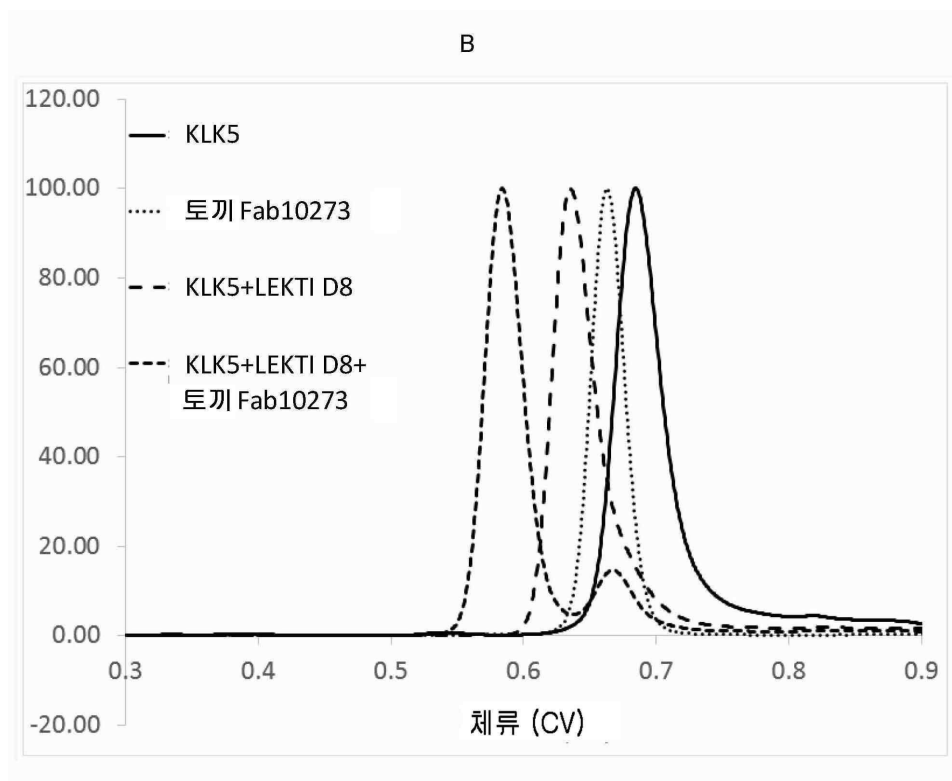 B
120.00
100.00
80.00
60.00
40.00
20.00
0.00
-20.00
KLK5
토끼 Fab10273
KLK5+LEKTI D8
KLK5+LEKTI D8+
토끼 Fab10273
0.3 0.4 0.5 0.6 0.7 0.8 0.9
체류 (CV)